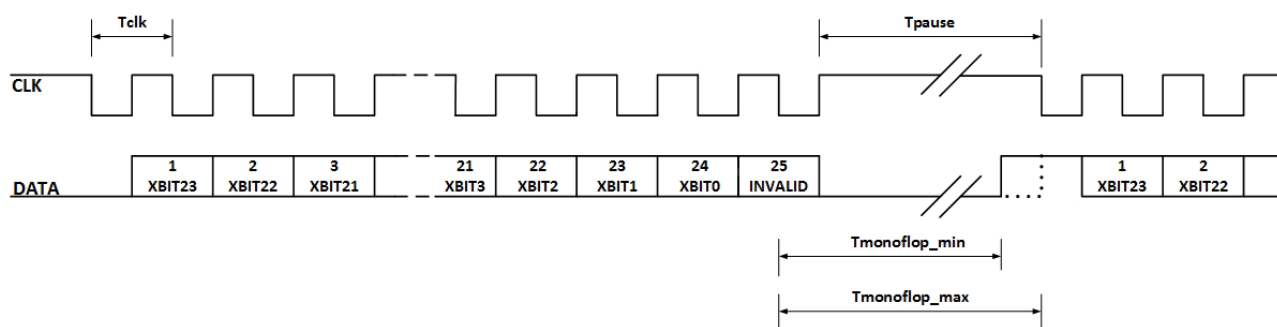 Tclk
Tpause
CLK
1
2
3
21
22
23
24
25
1
2
DATA
XBIT23
XBIT22
XBIT21
XBIT3
XBIT2
XBIT1
XBIT0
INVALID
XBIT23
XBIT22
Tmonoflop_min
Tmonoflop_max